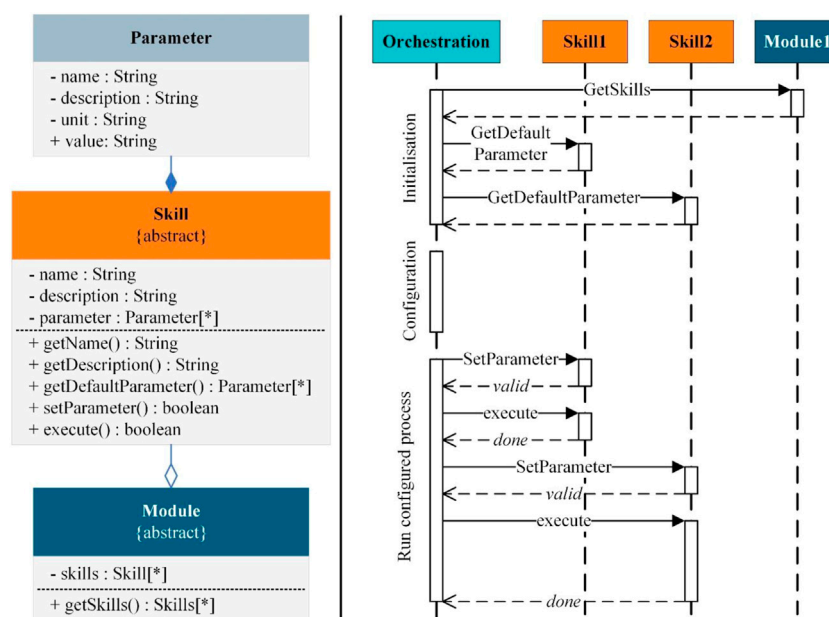 Parameter
- name : String
- description : String
- unit : String
+ value: String
Skill
{abstract}
- name : String
- description : String
- parameter : Parameter[*]
+ getName() : String
+ getDescription() : String
+ getDefaultParameter() : Parameter[*]
+ setParameter() : boolean
+ execute() : boolean
Module
{abstract}
- skills : Skill[*]
+ getSkills() : Skills[*]
Orchestration
Skill1
Skill2
Module1
Initialisation
GetSkills
GetDefault
Parameter
GetDefaultParameter
Configuration
Run configured process
SetParameter
valid
execute
done
SetParameter
valid
execute
done